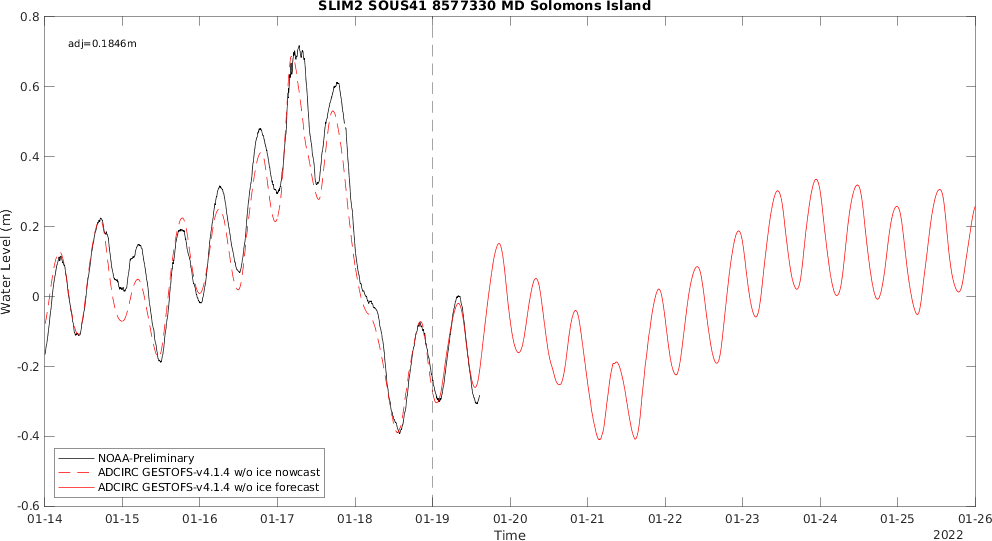 SLIM2 SOUS41 8577330 MD Solomons Island
adj=0.1846m
0.8
0.6
0.4
0.2
0
-0.2
-0.4
-0.6
Water Level (m)
NOAA-Preliminary
ADCIRC GESTOFS-v4.1.4 w/o ice nowcast
ADCIRC GESTOFS-v4.1.4 w/o ice forecast
01-14 01-15 01-16 01-17 01-18 01-19 01-20 01-21 01-22 01-23 01-24 01-25 01-26
Time
2022